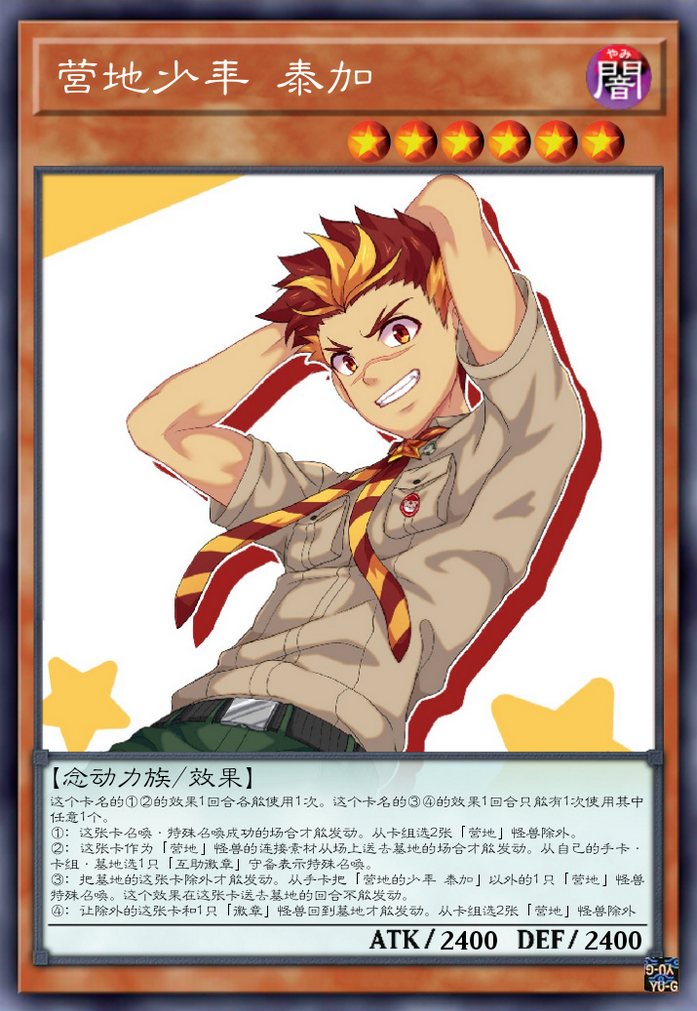 营地少年 泰加
やみ
闇
【念动力族/效果】
这个卡名的①②的效果1回合各能使用1次。这个卡名的③④的效果1回合只能有1次使用其中
任意1个。
①：这张卡召唤·特殊召唤成功的场合才能发动。从卡组选2张「营地」怪兽除外。
②：这张卡作为「营地」怪兽的连接素材从场上送去墓地的场合才能发动。从自己的手卡·
卡组·墓地选1只「互助徽章」守备表示特殊召唤。
③：把墓地的这张卡除外才能发动。从手卡把「营地的少年 泰加」以外的1只「营地」怪兽
特殊召唤。这个效果在这张卡送去墓地的回合不能发动。
④：让除外的这张卡和1只「徽章」怪兽回到墓地才能发动。从卡组选2张「营地」怪兽除外
ATK/2400 DEF/2400
YU-G